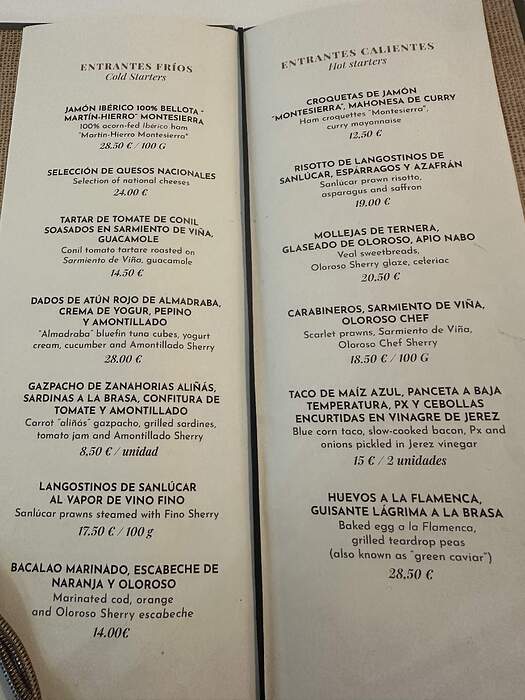 ENTRANTES FRÍOS
Cold Starters
JAMÓN IBÉRICO 100% BELLOTA -
MARTÍN-HIERRO" MONTESIERRA
100% acorn-fed Ibérico ham
"Martín-Hierro Montesierra"
28.50 € / 100 G
SELECCIÓN DE QUESOS NACIONALES
Selection of national cheeses
24.00 €
TARTAR DE TOMATE DE CONIL
SOASADOS EN SARMIENTO DE VIÑA,
GUACAMOLE
Conil tomato tartare roasted on
Sarmiento de Viña, guacamole
14.50 €
DADOS DE ATÚN ROJO DE ALMADRABA,
CREMA DE YOGUR, PEPINO
Y AMONTILLADO
"Almadraba" bluefin tuna cubes, yogurt
cream, cucumber and Amontillado Sherry
28.00 €
GAZPACHO DE ZANAHORIAS ALIÑÁS,
SARDINAS A LA BRASA, CONFITURA DE
TOMATE Y AMONTILLADO
Carrot "aliñás" gazpacho, grilled sardines,
tomato jam and Amontillado Sherry
8,50 € / unidad
LANGOSTINOS DE SANLÚCAR
AL VAPOR DE VINO FINO
Sanlúcar prawns steamed with Fino Sherry
17.50 € / 100 g
BACALAO MARINADO, ESCABECHE DE
NARANJA Y OLOROSO
Marinated cod, orange
and Oloroso Sherry escabeche
14.00€
ENTRANTES CALIENTES
Hot starters
CROQUETAS DE JAMÓN
"MONTESIERRA", MAHONESA DE CURRY
Ham croquettes "Montesierra",
curry mayonnaise
12,50 €
RISOTTO DE LANGOSTINOS DE
SANLÚCAR, ESPÁRRAGOS Y AZAFRÁN
Sanlúcar prawn risotto,
asparagus and saffron
19.00 €
MOLLEJAS DE TERNERA,
GLASEADO DE OLOROSO, APIO NABO
Veal sweetbreads,
Oloroso Sherry glaze, celeriac
20.50 €
CARABINEROS, SARMIENTO DE VIÑA,
OLOROSO CHEF
Scarlet prawns, Sarmiento de Viña,
Oloroso Chef Sherry
18.50 € / 100 G
TACO DE MAÍZ AZUL, PANCETA A BAJA
TEMPERATURA, PX Y CEBOLLAS
ENCURTIDAS EN VINAGRE DE JEREZ
Blue corn taco, slow-cooked bacon, Px and
onions pickled in Jerez vinegar
15 € / 2 unidades
HUEVOS A LA FLAMENCA,
GUISANTE LÁGRIMA A LA BRASA
Baked egg a la Flamenca,
grilled teardrop peas
(also known as "green caviar")
28,50 €